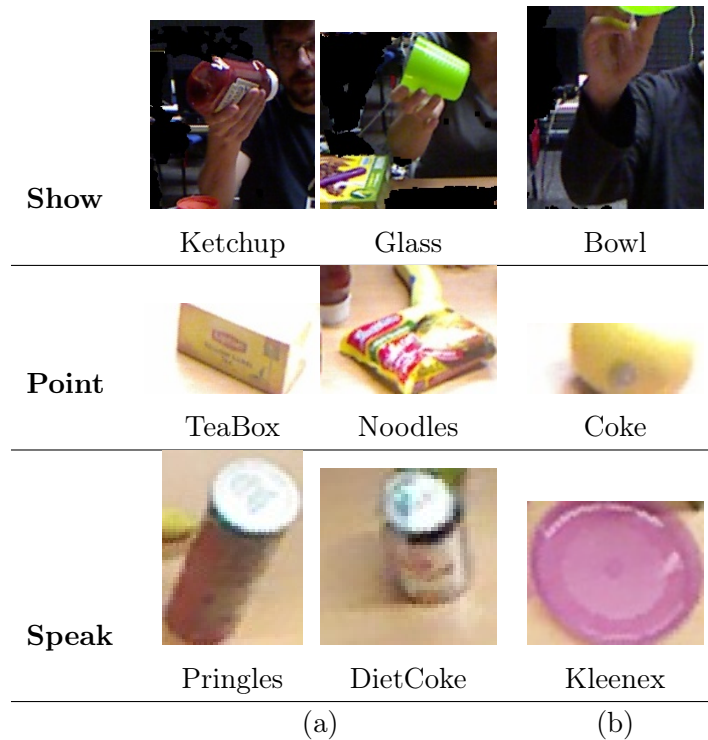 Show
Ketchup Glass Bowl
Point
TeaBox Noodles Coke
Speak
Pringles DietCoke Kleenex
(a) (b)